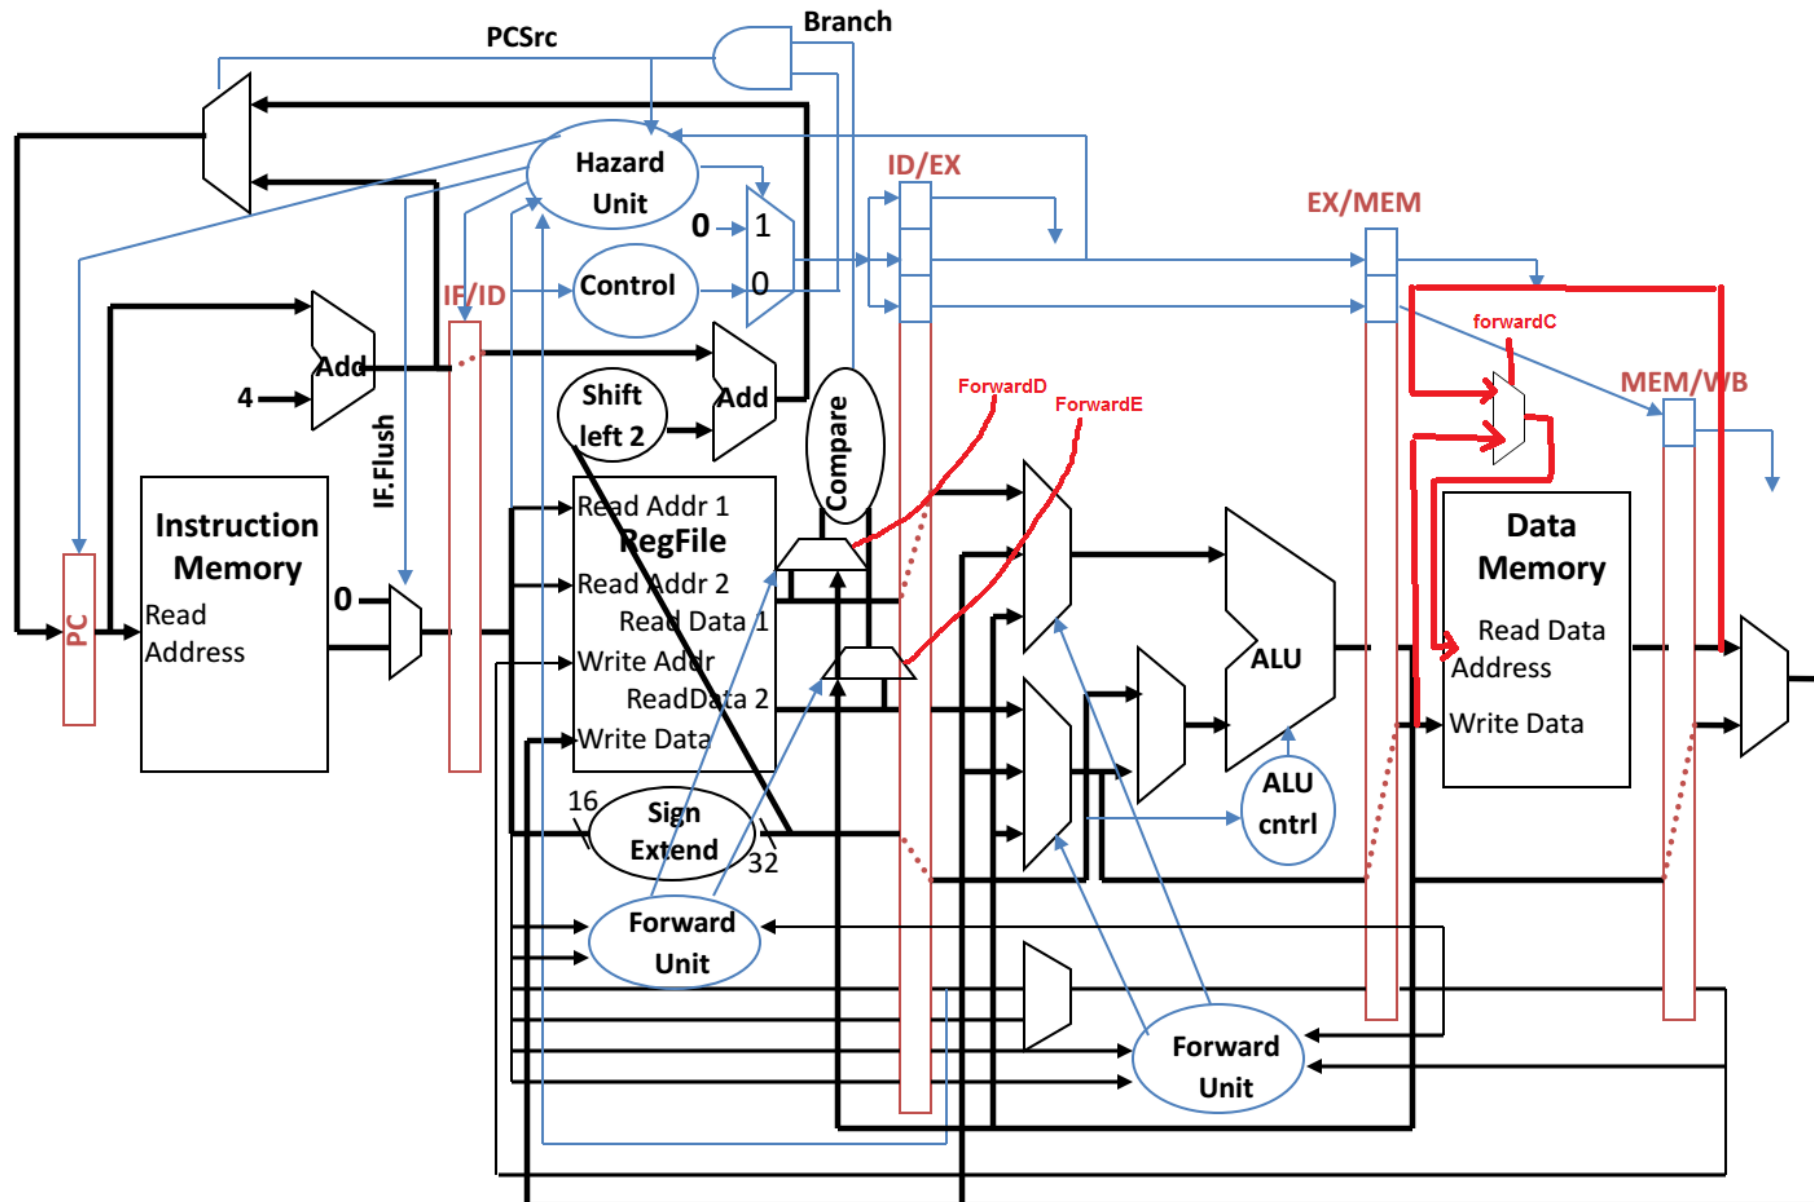 Branch
PCSrc
Hazard
Unit
ID/EX
EX/MEM
0
1
Control
0
IF/ID
forwardC
Add
4
Shift
left 2
Add
ForwardD
ForwardE
MEM/WB
IF.Flush
Compare
Instruction
Memory
Read
Address
0
PC
Read Addr 1
RegFile
Read Addr 2
Read Data 1
Write Addr
ReadData 2
Write Data
16
Sign
Extend
32
ALU
ALU
cntrl
Data
Memory
Read Data
Address
Write Data
Forward
Unit
Forward
Unit